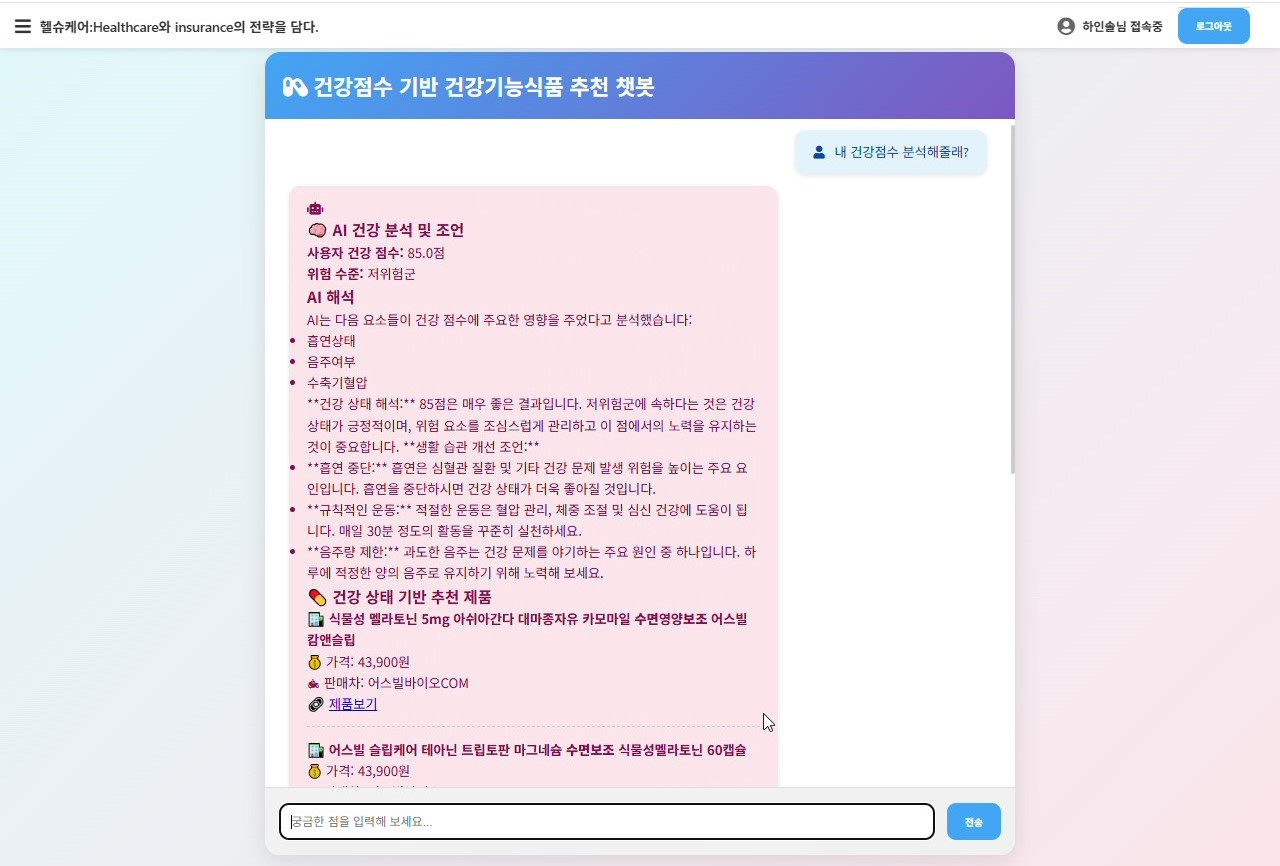 헬슈케어:Healthcare와 insurance의 전략을 담다.
하인솔님 접속중
로그아웃
건강점수 기반 건강기능식품 추천 챗봇
내 건강점수 분석해줄래?
AI 건강 분석 및 조언
사용자 건강 점수: 85.0점
위험 수준: 저위험군
AI 해석
AI는 다음 요소들이 건강 점수에 주요한 영향을 주었다고 분석했습니다:
흡연상태
음주여부
수축기혈압
**건강 상태 해석:** 85점은 매우 좋은 결과입니다. 저위험군에 속하다는 것은 건강
상태가 긍정적이며, 위험 요소를 조심스럽게 관리하고 이 점에서의 노력을 유지하는
것이 중요합니다. **생활 습관 개선 조언:**
**흡연 중단:** 흡연은 심혈관 질환 및 기타 건강 문제 발생 위험을 높이는 주요 요
인입니다. 흡연을 중단하시면 건강 상태가 더욱 좋아질 것입니다.
**규칙적인 운동:** 적절한 운동은 혈압 관리, 체중 조절 및 심신 건강에 도움이 됩
니다. 매일 30분 정도의 활동을 꾸준히 실천하세요.
**음주량 제한:** 과도한 음주는 건강 문제를 야기하는 주요 원인 중 하나입니다. 하
루에 적정한 양의 음주로 유지하기 위해 노력해 보세요.
건강 상태 기반 추천 제품
식물성 멜라토닌 5mg 아쉬아간다 대마종자유 카모마일 수면영양보조 어스빌
캄앤슬립
가격: 43,900원
판매차: 어스빌바이오COM
제품보기
어스빌 슬립케어 테아닌 트립토판 마그네슘 수면보조 식물성멜라토닌 60캡슐
가격: 43,900원
궁금한 점을 입력해 보세요...
전송